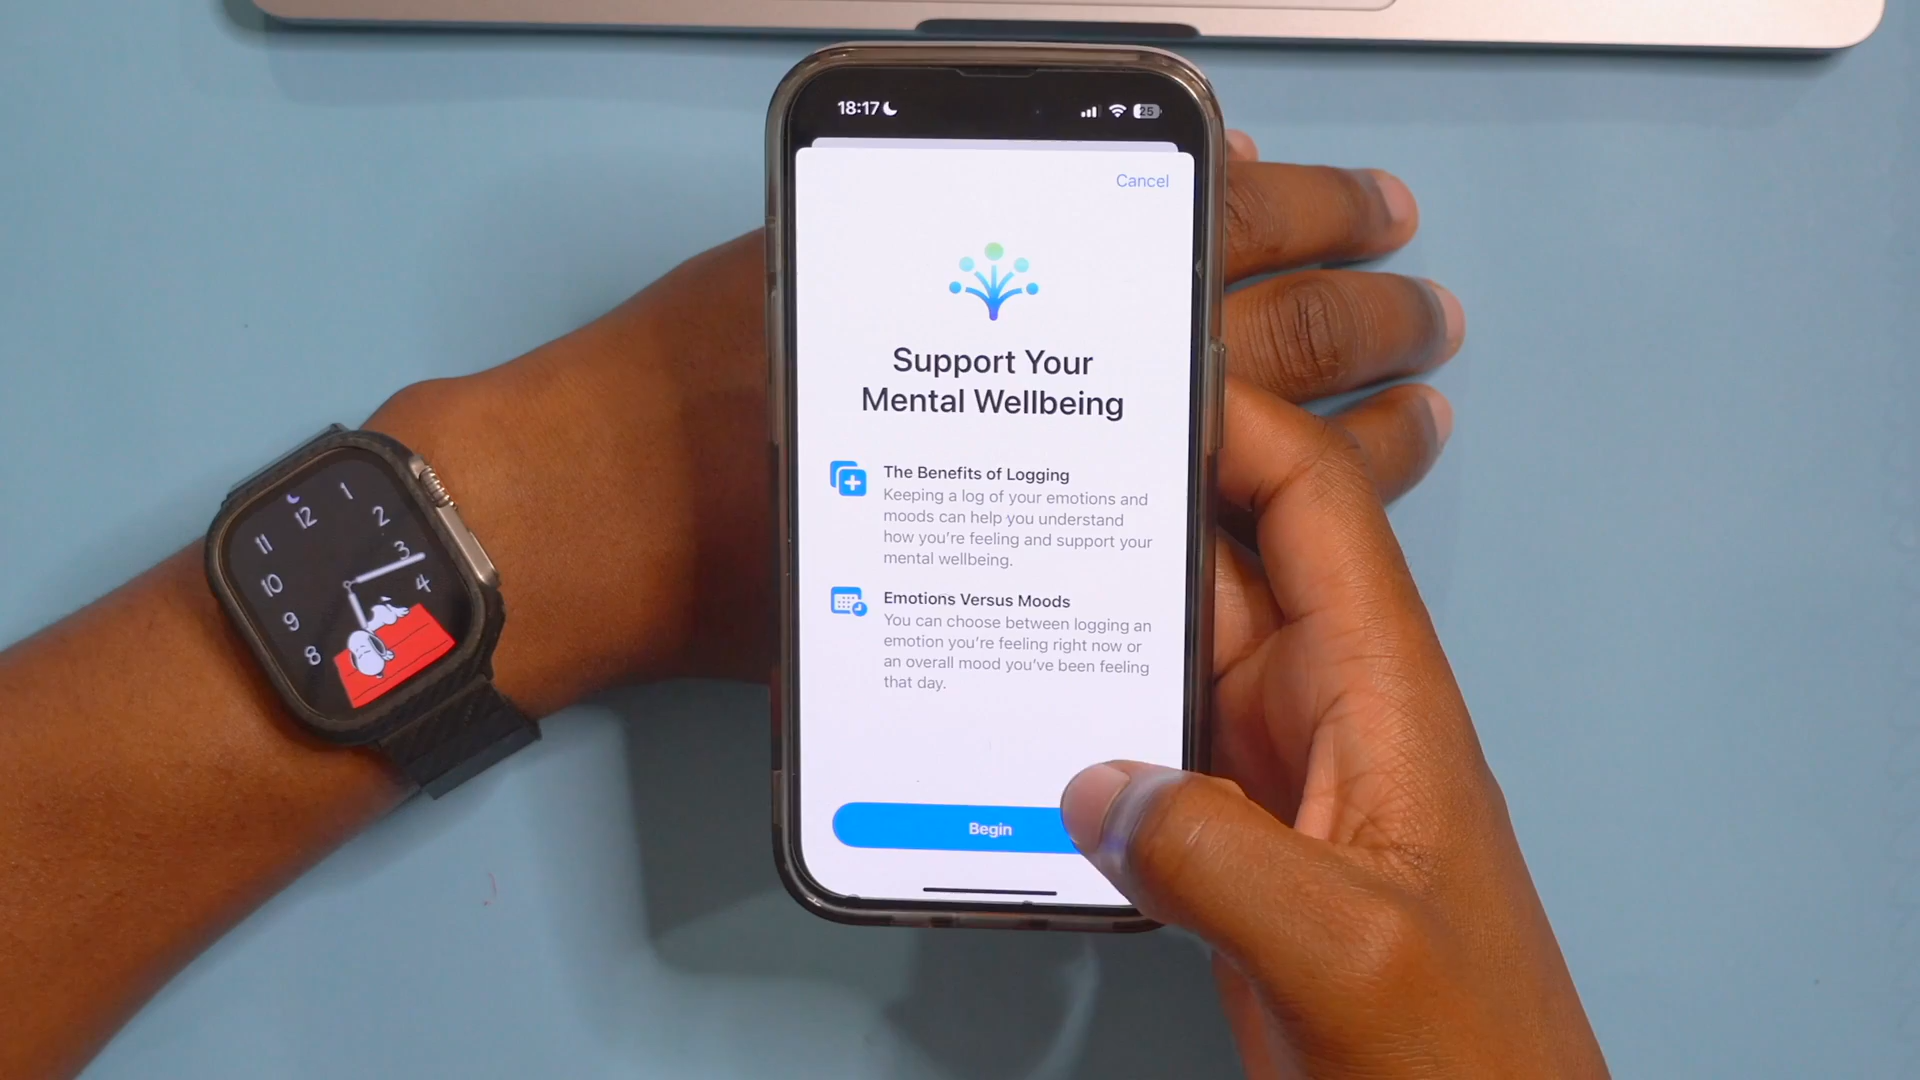 18:17
25
Cancel
Support Your
Mental Wellbeing
The Benefits of Logging
Keeping a log of your emotions and
moods can help you understand
how you're feeling and support your
mental wellbeing.
Emotions Versus Moods
You can choose between logging an
emotion you're feeling right now or
an overall mood you've been feeling
that day.
Begin
12
1
2
3
4
8
9
10
11